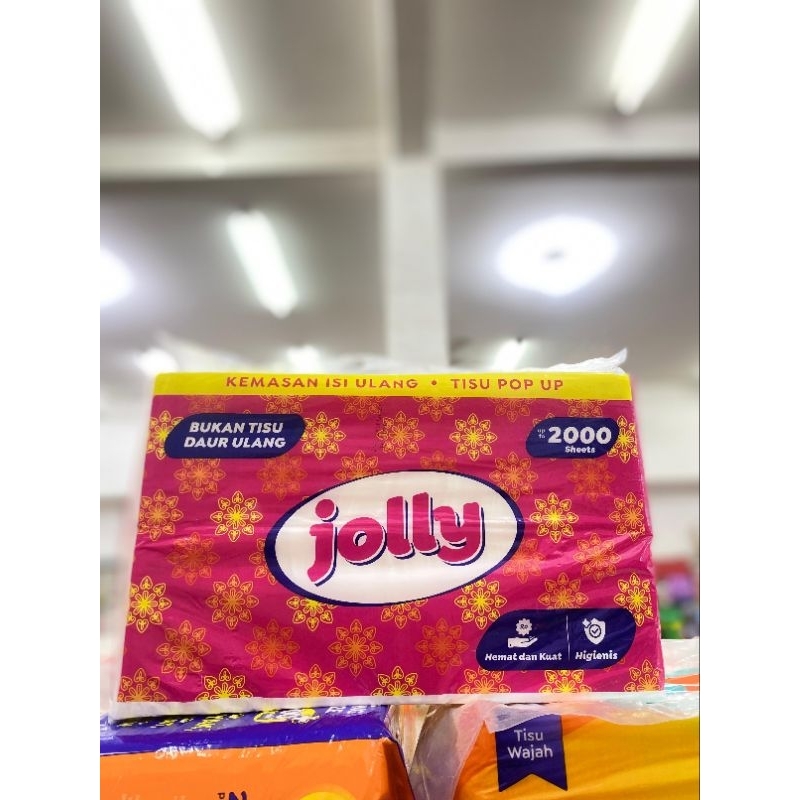 KEMASAN ISI ULANG • TISU POP UP
BUKAN TISU
DAUR ULANG
up to 2000
Sheets
jolly
Rp
Hemat dan Kuat
Higienis
Tisu
Wajah